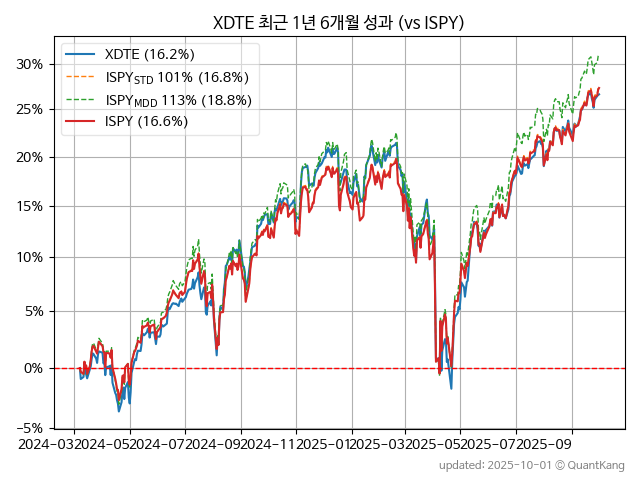 XDTE 최근 1년 6개월 성과 (vs ISPY)
XDTE (16.2%)
ISPY_STD 101% (16.8%)
ISPY_MDD 113% (18.8%)
ISPY (16.6%)
30%
25%
20%
15%
10%
5%
0%
−5%
2024-03 2024-05 2024-07 2024-09 2024-11 2025-01 2025-03 2025-05 2025-07 2025-09
updated: 2025-10-01 © QuantKang